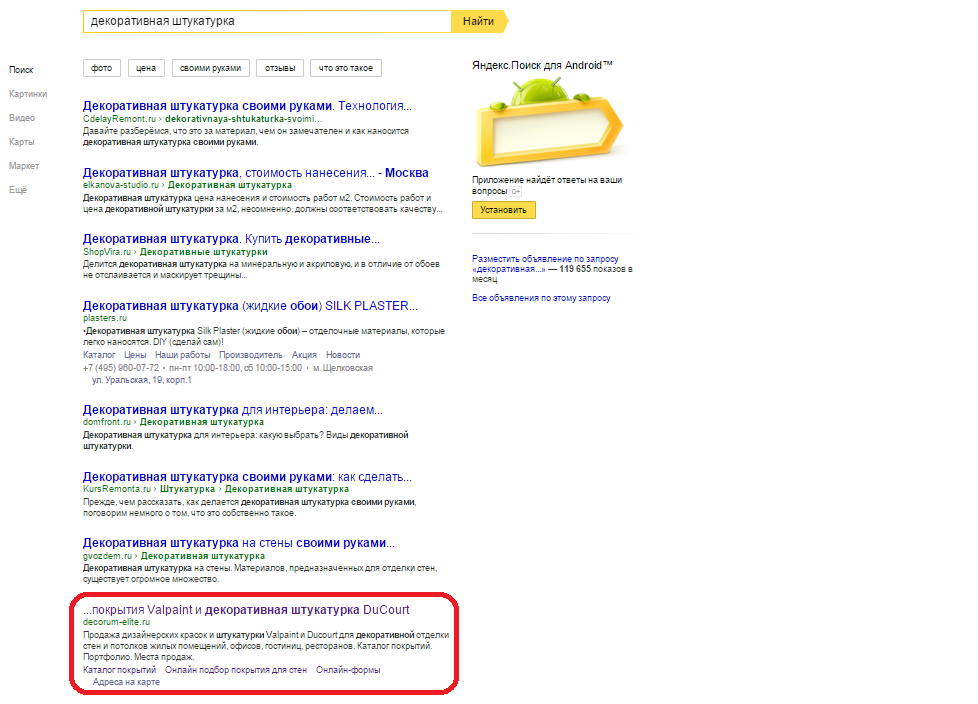 декоративная штукатурка
Найти
Поиск
Картинки
Видео
Карты
Маркет
Ещё
фото
цена
своими руками
отзывы
что это такое
Декоративная штукатурка своими руками. Технология...
CdelayRemont.ru › dekorativnaya-shtukaturka-svoimi...
Давайте разберёмся, что это за материал, чем он замечателен и как наносится
декоративная штукатурка своими руками.
Декоративная штукатурка, стоимость нанесения... - Москва
elkanova-studio.ru › Декоративная штукатурка
Декоративная штукатурка цена нанесения и стоимость работ м2. Стоимость работ и
цена декоративной штукатурки за м2, несомненно, должны соответствовать качеству...
Декоративная штукатурка. Купить декоративные...
ShopVira.ru › Декоративные штукатурки
Делится декоративная штукатурка на минеральную и акриловую, и в отличие от обоев
не отслаивается и маскирует трещины...
Декоративная штукатурка (жидкие обои) SILK PLASTER...
plasters.ru
•Декоративная штукатурка Silk Plaster (жидкие обои) – отделочные материалы, которые
легко наносятся. DIY (сделай сам)!
Каталог Цены Наши работы Производитель Акция Новости
+7 (495) 960-07-72 • пн-пт 10:00-18:00, сб 10:00-15:00 • м. Щелковская
ул. Уральская, 19, корп.1
Декоративная штукатурка для интерьера: делаем...
domfront.ru › Декоративная штукатурка
Декоративная штукатурка для интерьера: какую выбрать? Виды декоративной
штукатурки.
Декоративная штукатурка своими руками: как сделать...
KursRemonta.ru › Штукатурка › Декоративная штукатурка
Прежде, чем рассказать, как делается декоративная штукатурка своими руками,
поговорим немного о том, что это собственно такое.
Декоративная штукатурка на стены своими руками...
gvozdem.ru › Декоративная штукатурка
Декоративная штукатурка на стены. Материалов, предназначенных для отделки стен,
существует огромное множество.
...покрытия Valpaint и декоративная штукатурка DuCourt
decorum-elite.ru
Продажа дизайнерских красок и штукатурки Valpaint и Ducourt для декоративной отделки
стен и потолков жилых помещений, офисов, гостиниц, ресторанов. Каталог покрытий.
Портфолио. Места продаж.
Каталог покрытий Онлайн подбор покрытия для стен Онлайн-формы
Адреса на карте
Яндекс.Поиск для Android™
Приложение найдёт ответы на ваши
вопросы 0+
Установить
Разместить объявление по запросу
«декоративная...» — 119 655 показов в
месяц
Все объявления по этому запросу